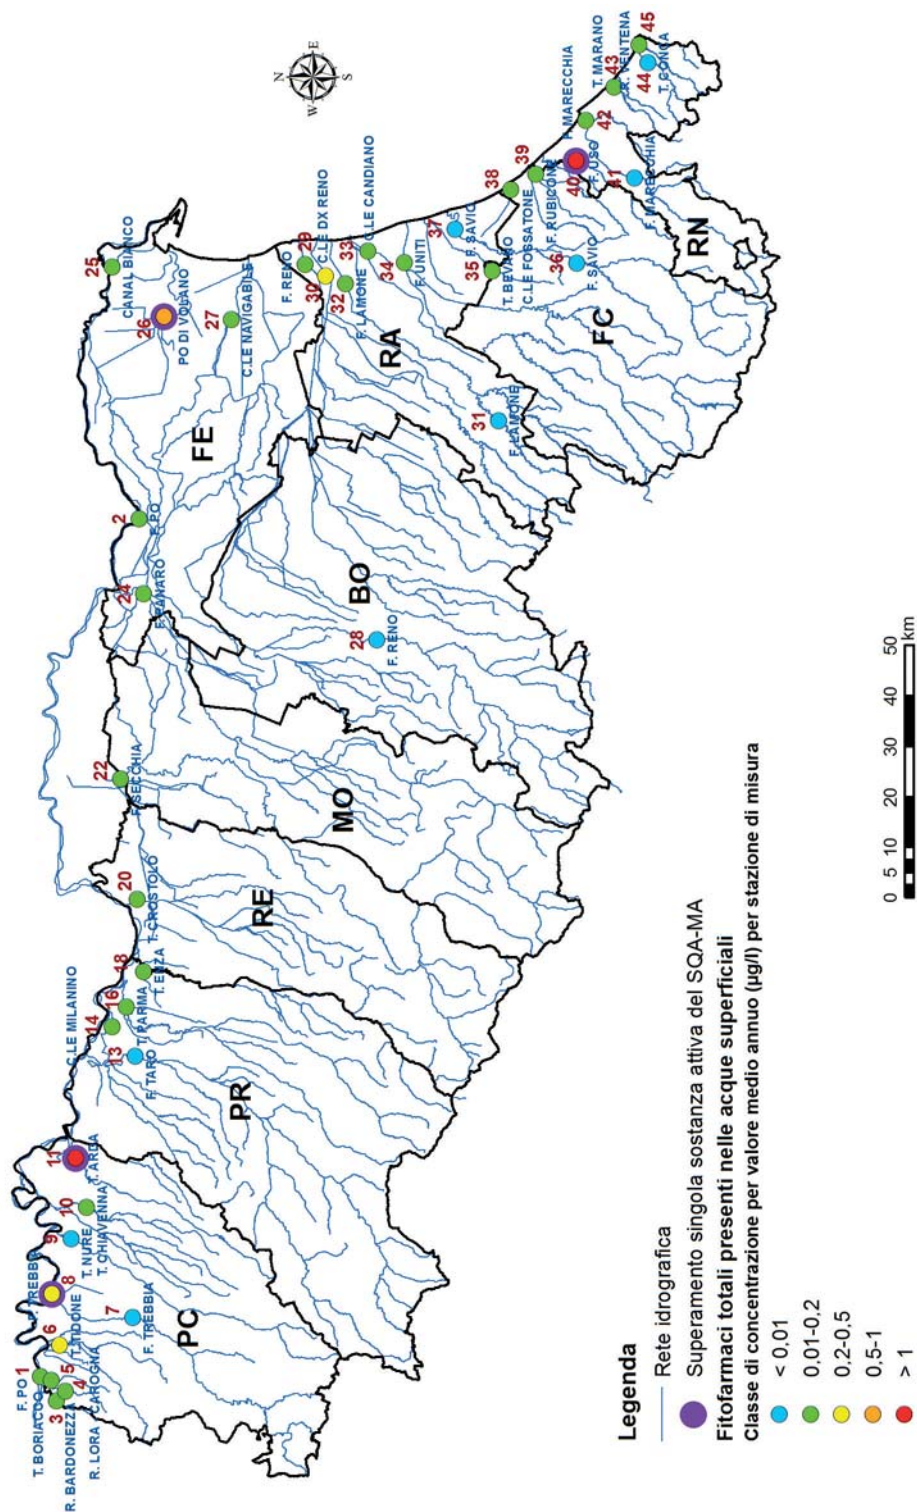 1
F. PO
T. BORIACCO
3
R. BARDONEZZA
R. LORA - CAROGNA
4
5
6
T. TIDONE
F. TREBBIA
8
7
F. TREBBIA
9
T. NURE
10
T. CHIAVENNA
11
T. ARDA
C.LE MILANINO
13
F. TARO
14
16
T. PARMA
18
T. ENZA
20
T. CROSTOLO
22
F. SECCHIA
24
F. PANARO
2
F. PO
25
CANAL BIANCO
26
PO DI VOLANO
27
C.LE NAVIGABILE
28
F. RENO
F. RENO
29
C.LE DX RENO
30
32
F. LAMONE
33
C.LE CANDIANO
34
F. UNITI
31
F. LAMONE
35
T. BEVANO
37
F. SAVIO
38
C.LE FOSSATONE
39
F. RUBICONE
36
F. SAVIO
40
F. USO
41
F. MARECCHIA
F. MARECCHIA
42
T. MARANO
43
R. VENTENA
44
T. CONCA
45
PC
PR
RE
MO
BO
FE
RA
FC
RN
N
E
S
W
Legenda
Rete idrografica
Superamento singola sostanza attiva del SQA-MA
Fitofarmaci totali presenti nelle acque superficiali
Classe di concentrazione per valore medio annuo (µg/l) per stazione di misura
< 0,01
0,01-0,2
0,2-0,5
0,5-1
> 1
0 5 10 20 30 40 50
km